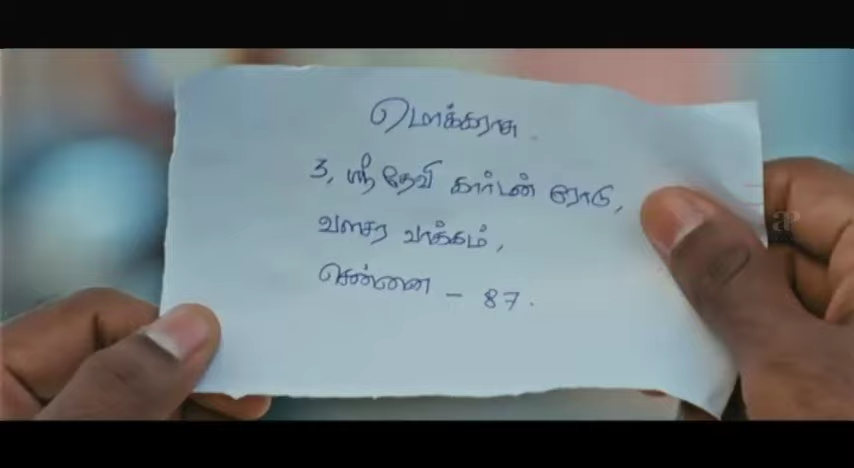 மொக்கராசு.
3, ஸ்ரீ தேவி கார்டன் ரோடு,
வளசர வாக்கம்,
சென்னை - 87.